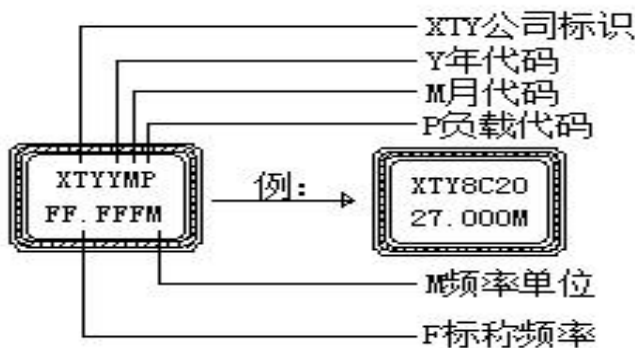 XTY公司标识
Y年代码
M月代码
P负载代码
XTYYMP
FF.FFFM
例:
XTY8C20
27.000M
M频率单位
F标称频率